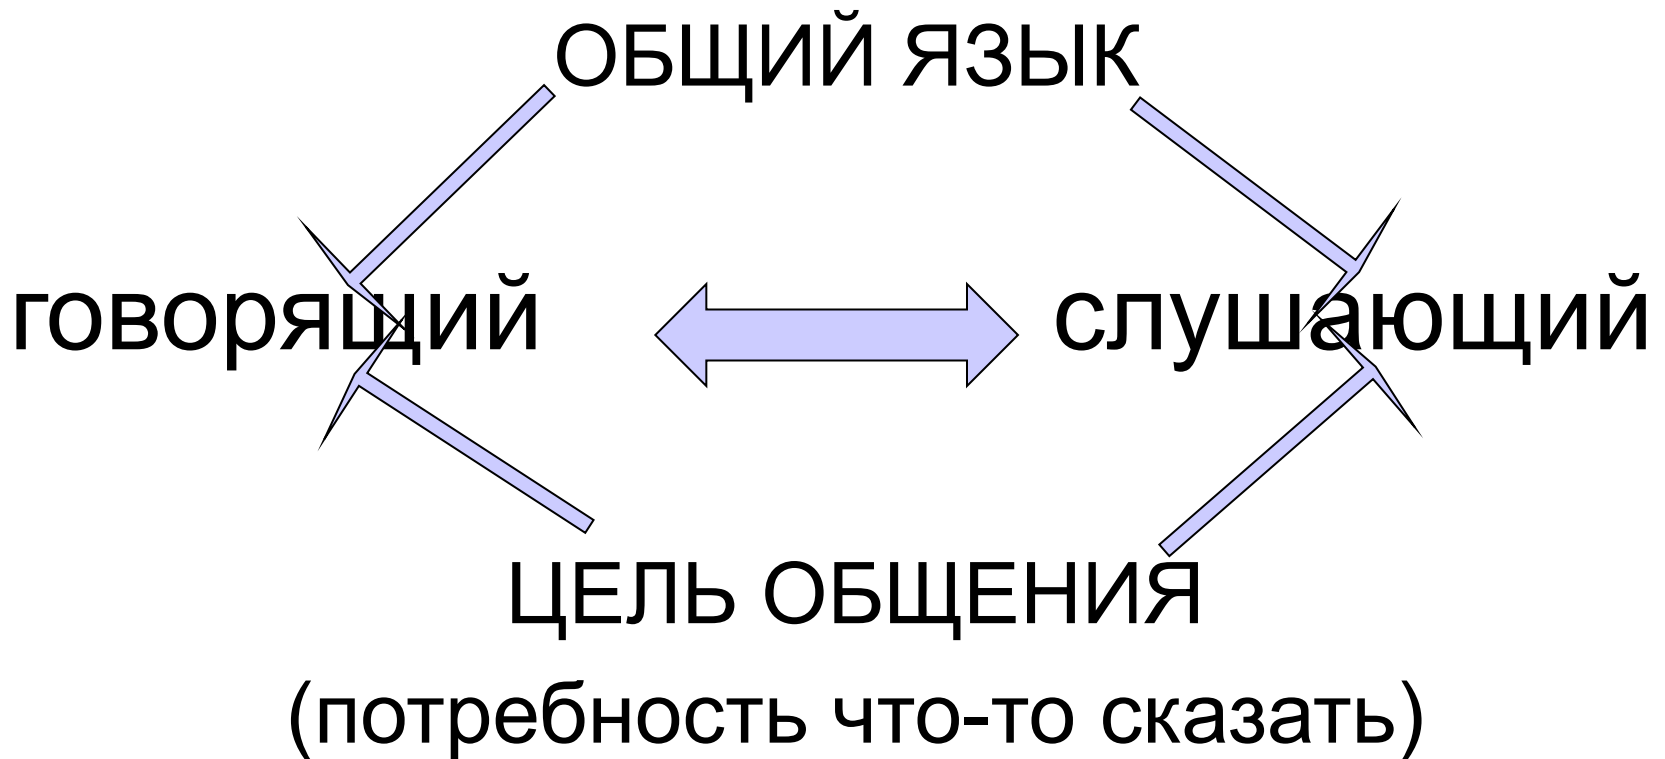 ОБЩИЙ ЯЗЫК
говорящий слушающий
ЦЕЛЬ ОБЩЕНИЯ
(потребность что-то сказать)